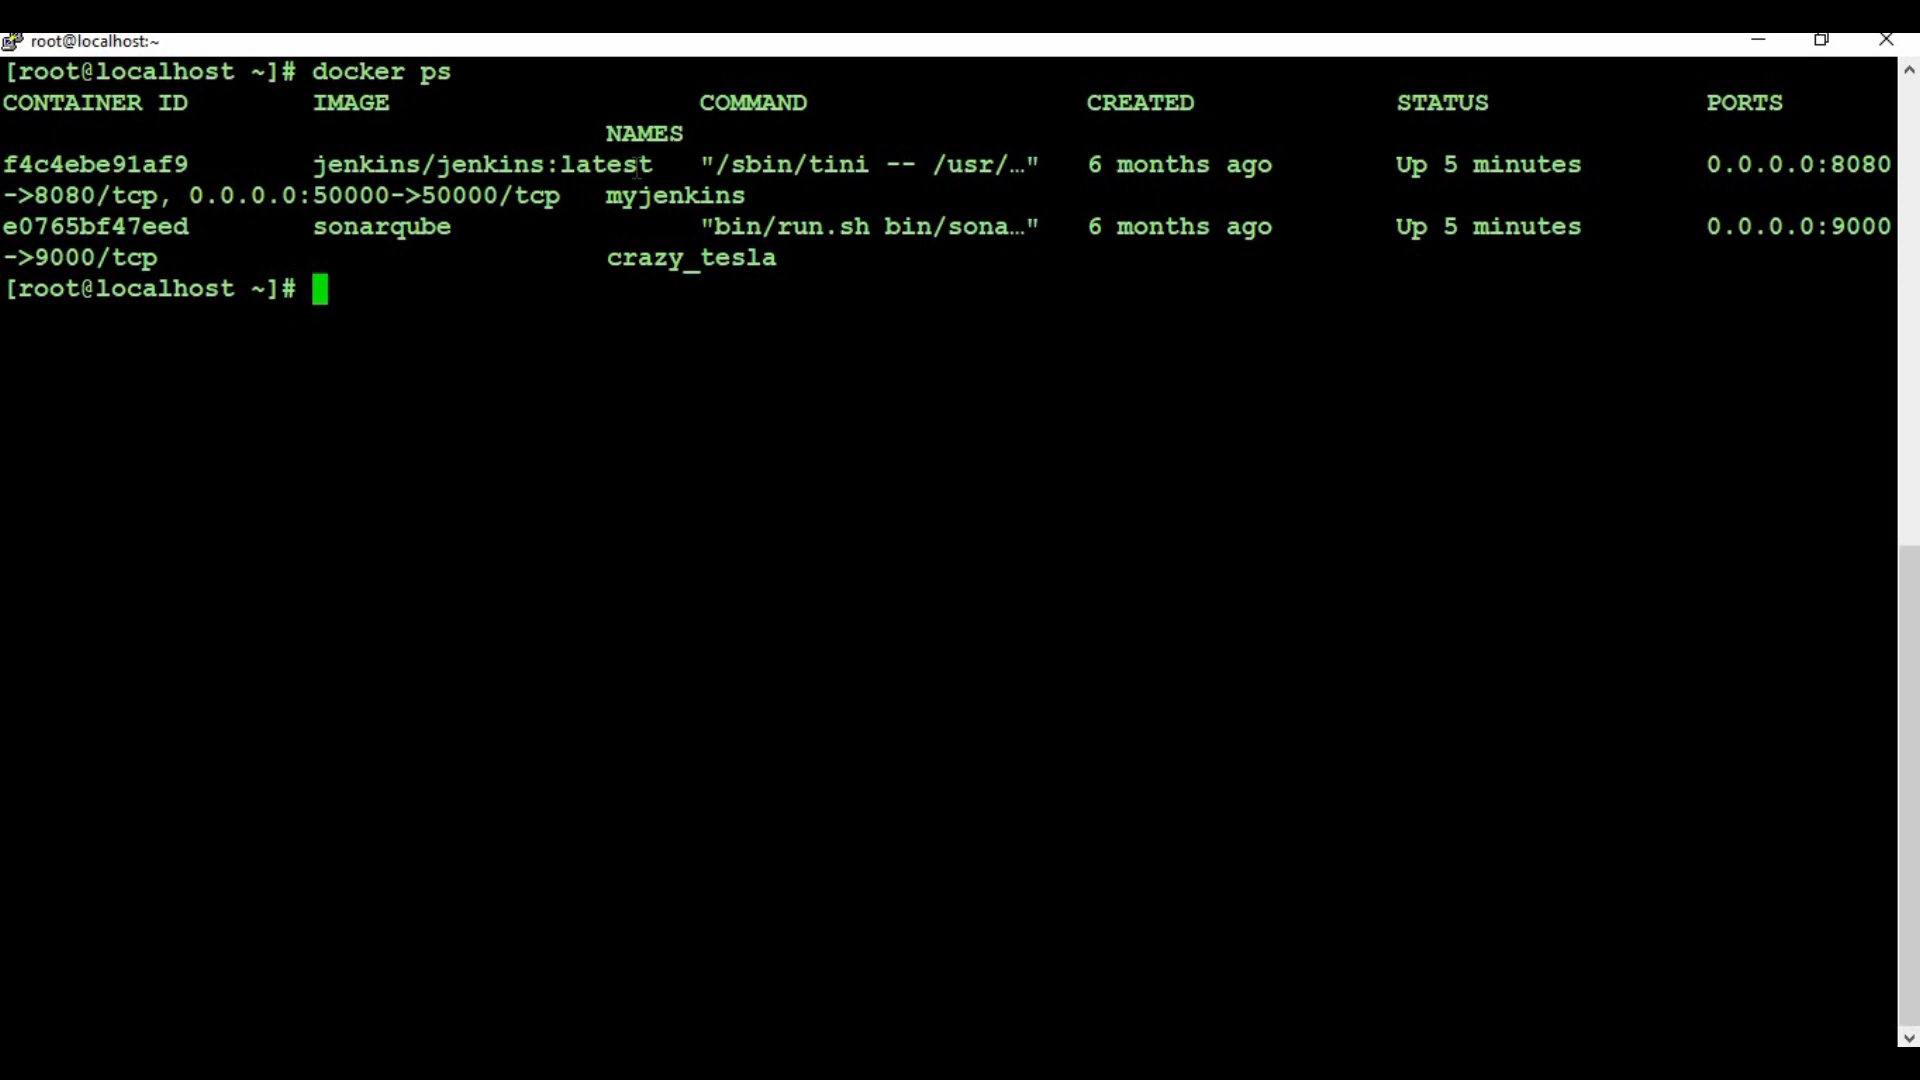 root@localhost:~
[root@localhost ~]# docker ps
CONTAINER ID        IMAGE                    COMMAND                  CREATED             STATUS              PORTS
                                       NAMES
f4c4ebe91af9        jenkins/jenkins:latest   "/sbin/tini -- /usr/…"   6 months ago        Up 5 minutes        0.0.0.0:8080
->8080/tcp, 0.0.0.0:50000->50000/tcp   myjenkins
e0765bf47eed        sonarqube                "bin/run.sh bin/sona…"   6 months ago        Up 5 minutes        0.0.0.0:9000
->9000/tcp                             crazy_tesla
[root@localhost ~]#